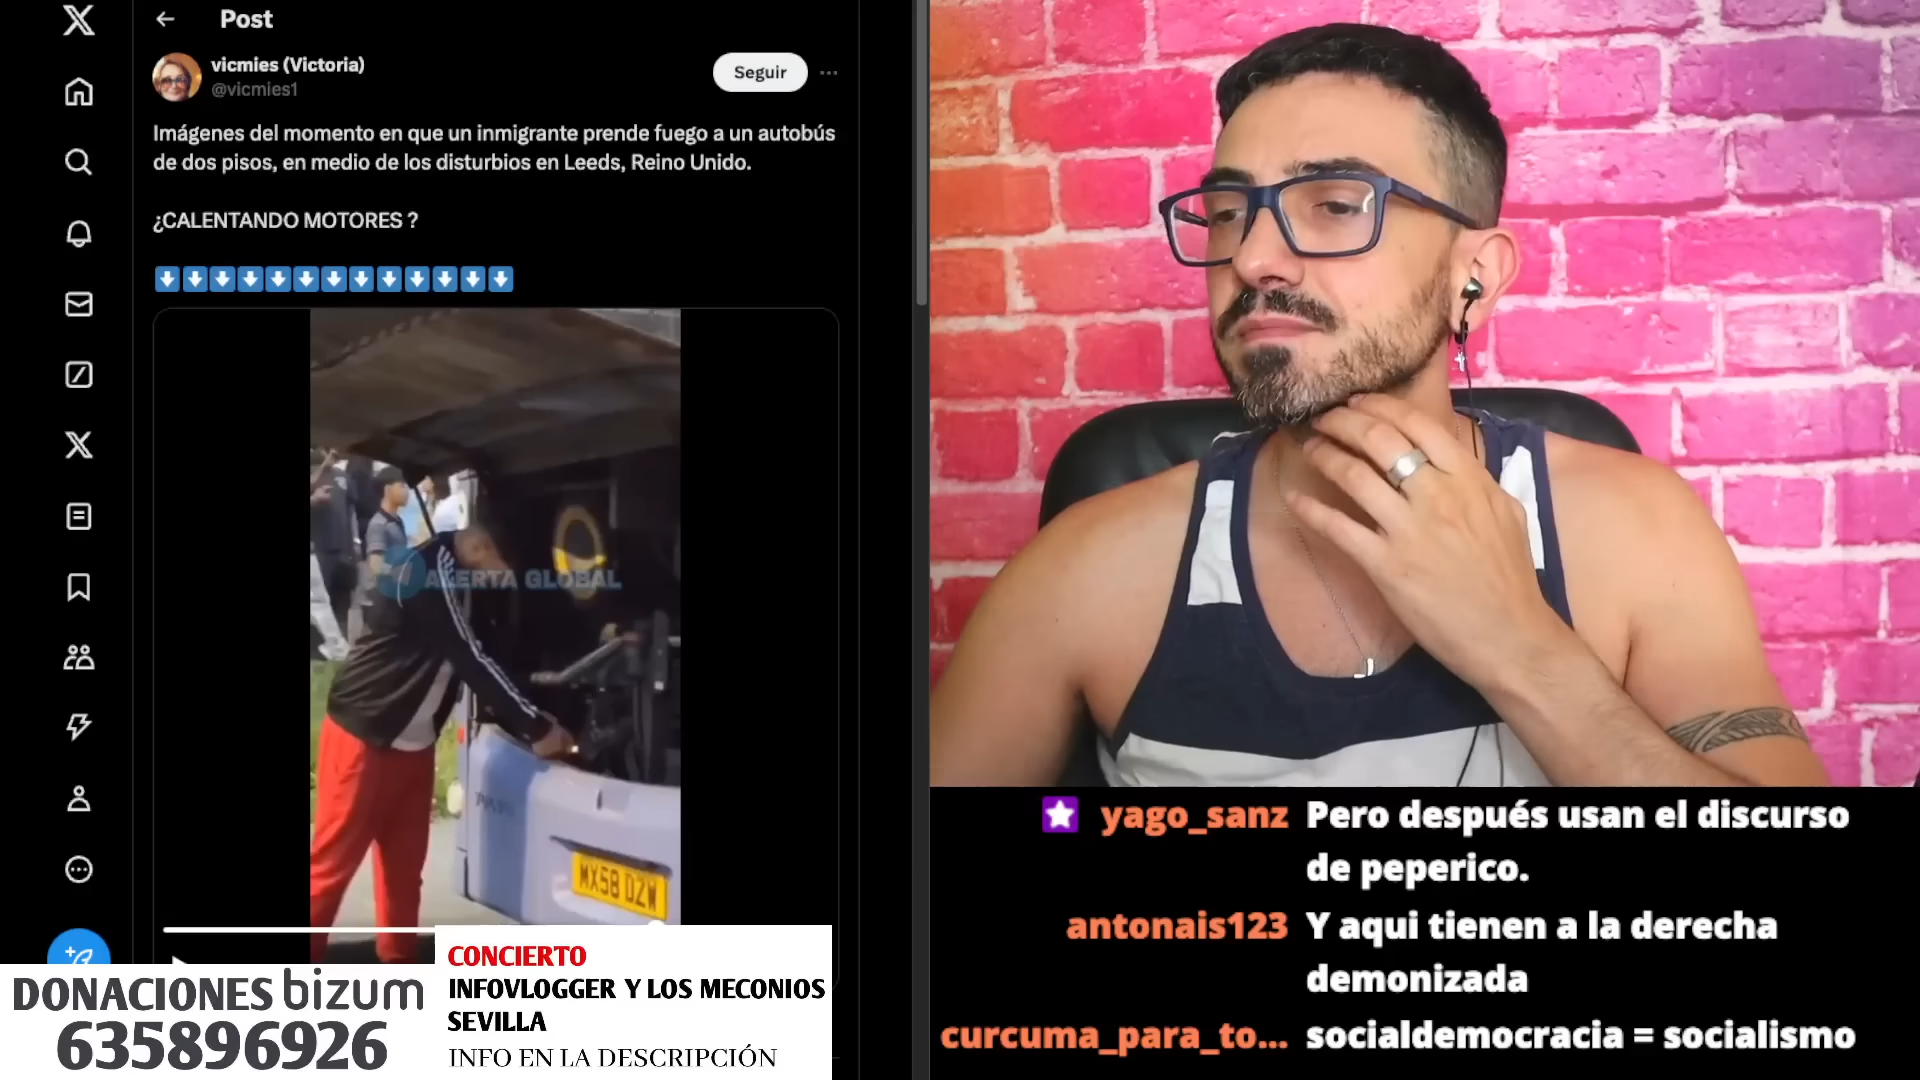 Post
vicmies (Victoria)
@vicmies1
Seguir
Imágenes del momento en que un inmigrante prende fuego a un autobús
de dos pisos, en medio de los disturbios en Leeds, Reino Unido.
¿CALENTANDO MOTORES ?
ALERTA GLOBAL
MX58 DZW
DONACIONES bizum
635896926
CONCIERTO
INFOVLOGGER Y LOS MECONIOS
SEVILLA
INFO EN LA DESCRIPCIÓN
yago_sanz Pero después usan el discurso
de peperico.
antonais123 Y aqui tienen a la derecha
demonizada
curcuma_para_to... socialdemocracia = socialismo